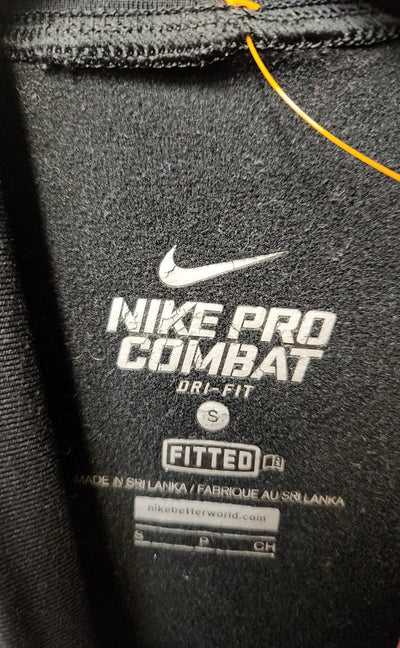 NIKE PRO
COMBAT
DRI-FIT
S
FITTED
MADE IN SRI LANKA / FABRIQUE AU SRI LANKA
nikebetterworld.com
S P CH